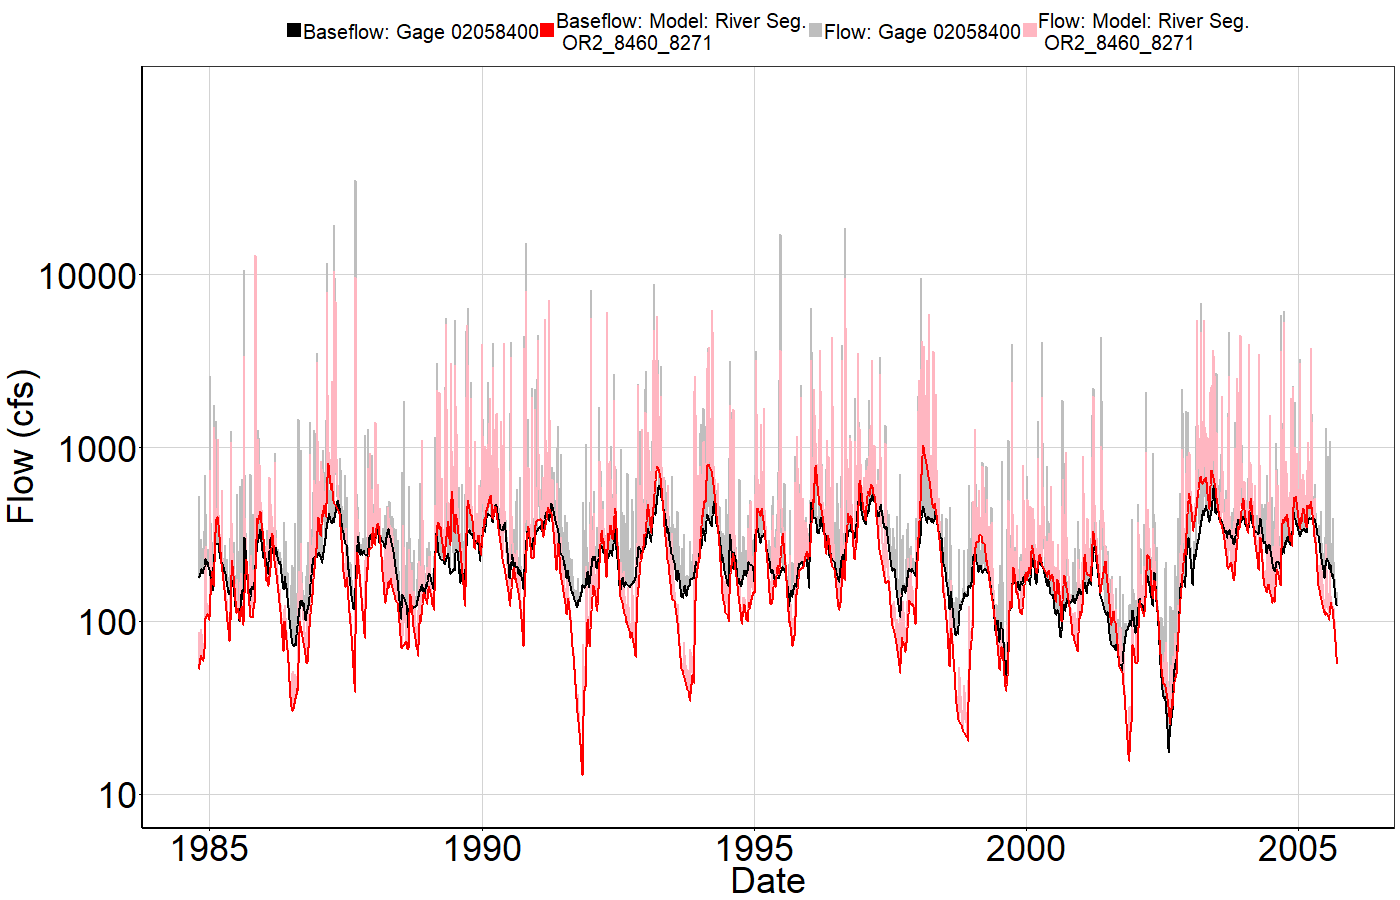 Baseflow: Gage 02058400
Baseflow: Model: River Seg.
OR2_8460_8271
Flow: Gage 02058400
Flow: Model: River Seg.
OR2_8460_8271
Flow (cfs)
10000
1000
100
10
1985
1990
1995
2000
2005
Date